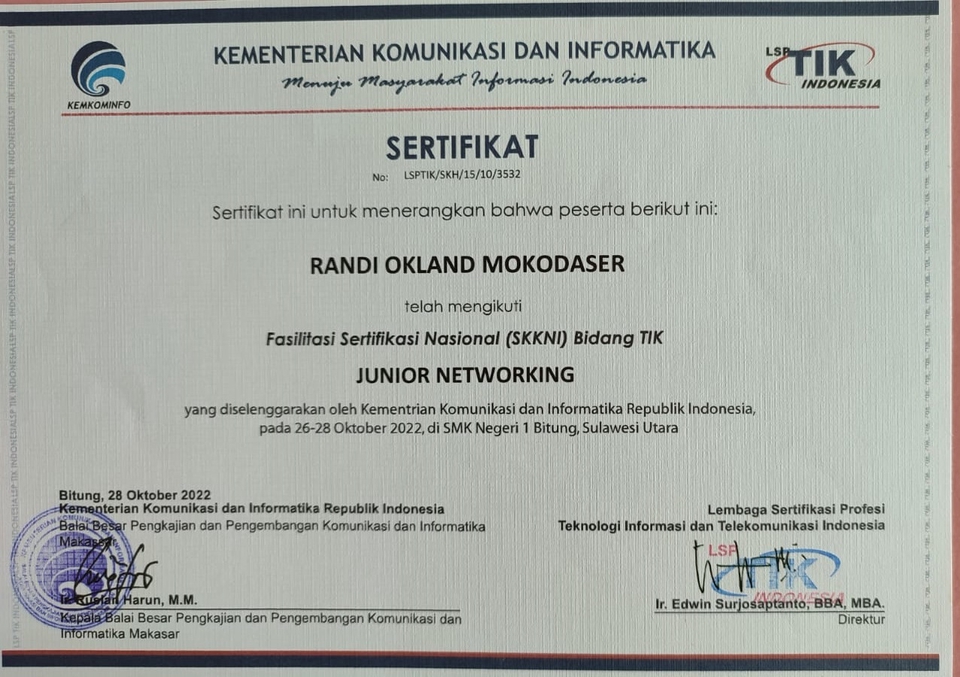 KEMENTERIAN KOMUNIKASI DAN INFORMATIKA
Menuju Masyarakat Informasi Indonesia
KEMKOMINFO
LSP TIK INDONESIA
SERTIFIKAT
No: LSPTIK/SKH/15/10/3532
Sertifikat ini untuk menerangkan bahwa peserta berikut ini:
RANDI OKLAND MOKODASER
telah mengikuti
Fasilitasi Sertifikasi Nasional (SKKNI) Bidang TIK
JUNIOR NETWORKING
yang diselenggarakan oleh Kementrian Komunikasi dan Informatika Republik Indonesia,
pada 26-28 Oktober 2022, di SMK Negeri 1 Bitung, Sulawesi Utara
Bitung, 28 Oktober 2022
Kementerian Komunikasi dan Informatika Republik Indonesia
Balai Besar Pengkajian dan Pengembangan Komunikasi dan Informatika
Makassar
Ir. Harun, M.M.
Kepala Balai Besar Pengkajian dan Pengembangan Komunikasi dan
Informatika Makasar
Lembaga Sertifikasi Profesi
Teknologi Informasi dan Telekomunikasi Indonesia
LSP TIK INDONESIA
Ir. Edwin Surjosaptanto, BBA, MBA.
Direktur